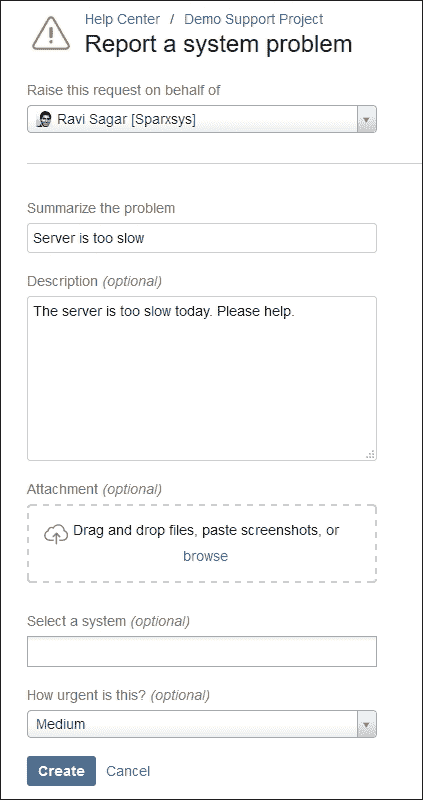 Help Center / Demo Support Project
Report a system problem
Raise this request on behalf of
Ravi Sagar [Sparxsys]
Summarize the problem
Server is too slow
Description (optional)
The server is too slow today. Please help.
Attachment (optional)
Drag and drop files, paste screenshots, or
browse
Select a system (optional)
How urgent is this? (optional)
Medium
Create Cancel